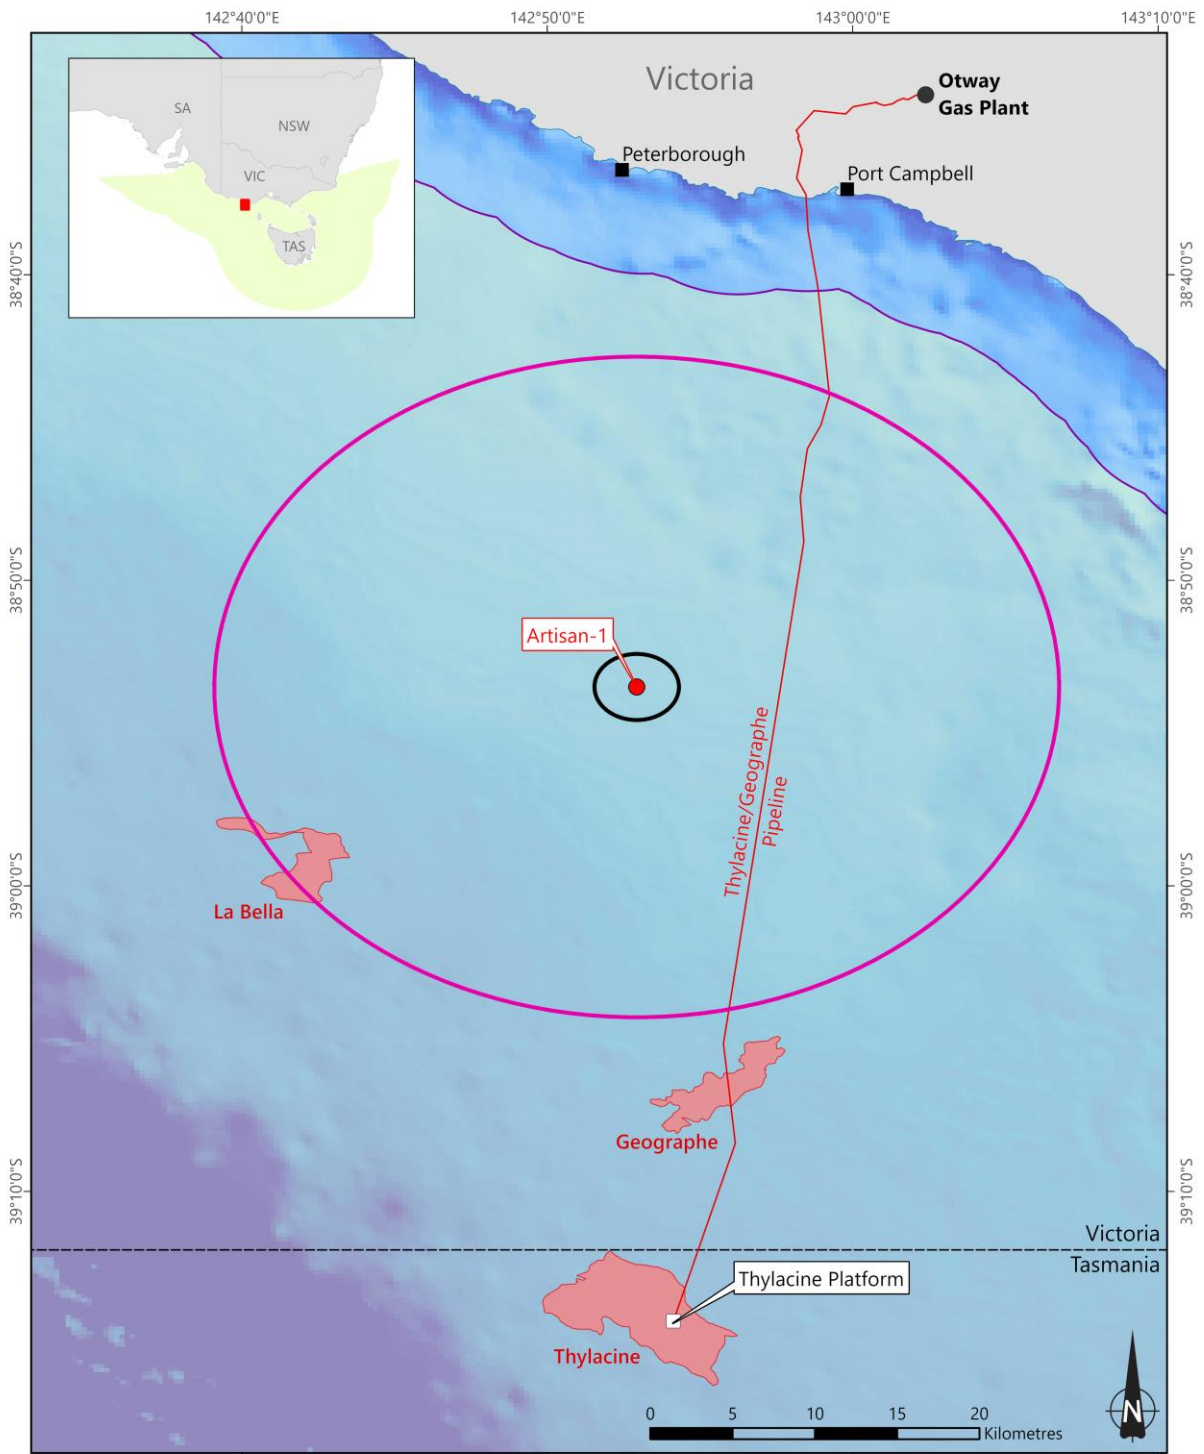 142°40'0"E
142°50'0"E
143°0'0"E
143°10'0"E
Victoria
Otway
Gas Plant
SA
NSW
VIC
TAS
Peterborough
Port Campbell
38°40'0"S
38°40'0"S
38°50'0"S
38°50'0"S
Artisan-1
Thylacine/Geographe
Pipeline
39°0'0"S
39°0'0"S
La Bella
Geographe
39°10'0"S
39°10'0"S
Victoria
Tasmania
Thylacine Platform
Thylacine
0
5
10
15
20
Kilometres
N